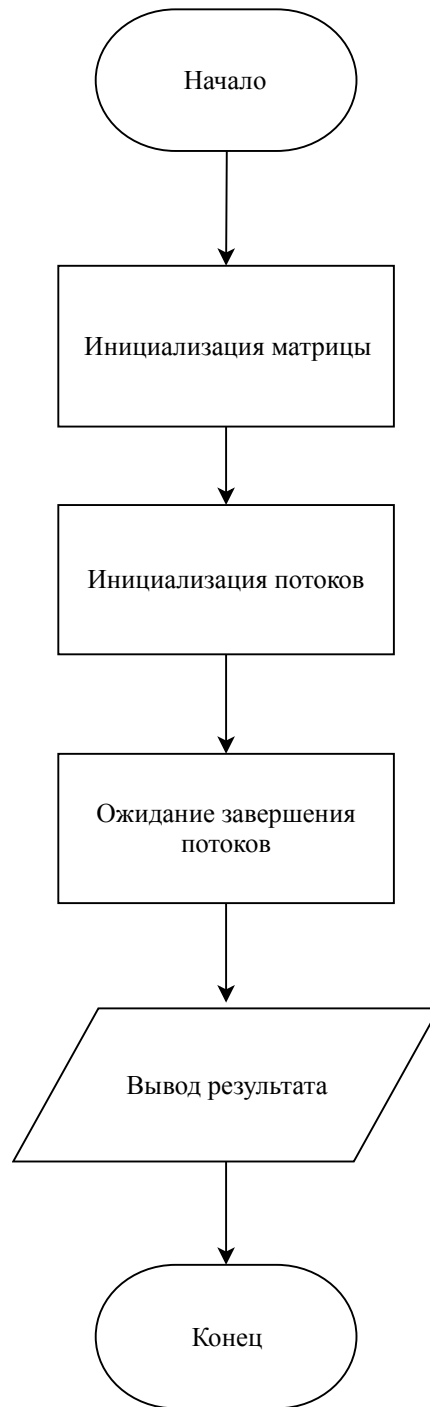 Начало
Инициализация матрицы
Инициализация потоков
Ожидание завершения
потоков
Вывод результата
Конец